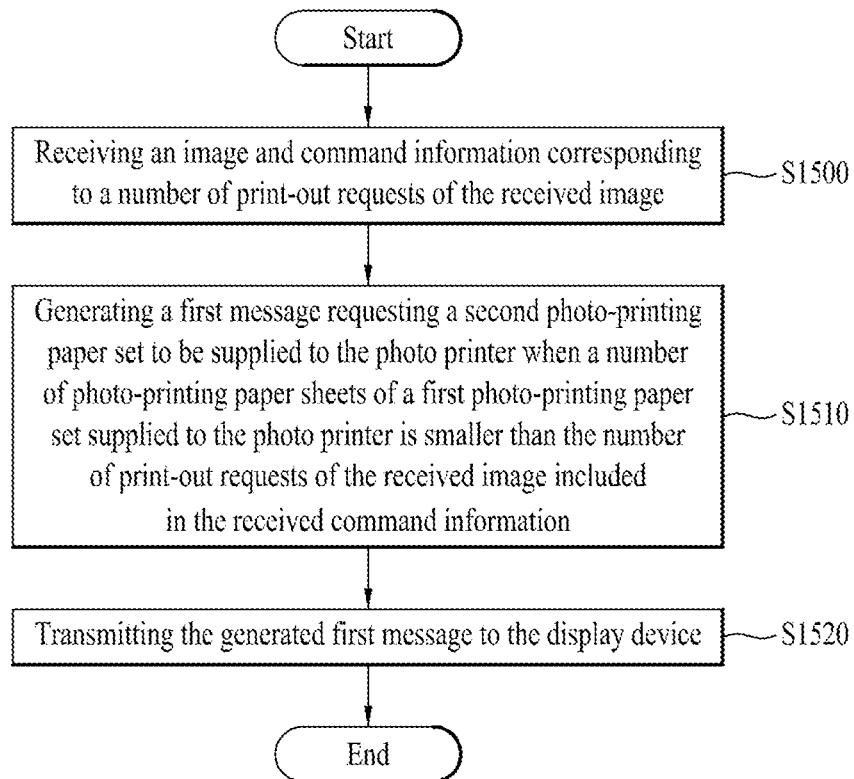 Start
Receiving an image and command information corresponding
to a number of print-out requests of the received image
S1500
Generating a first message requesting a second photo-printing
paper set to be supplied to the photo printer when a number
of photo-printing paper sheets of a first photo-printing paper
set supplied to the photo printer is smaller than the number
of print-out requests of the received image included
in the received command information
S1510
Transmitting the generated first message to the display device
S1520
End